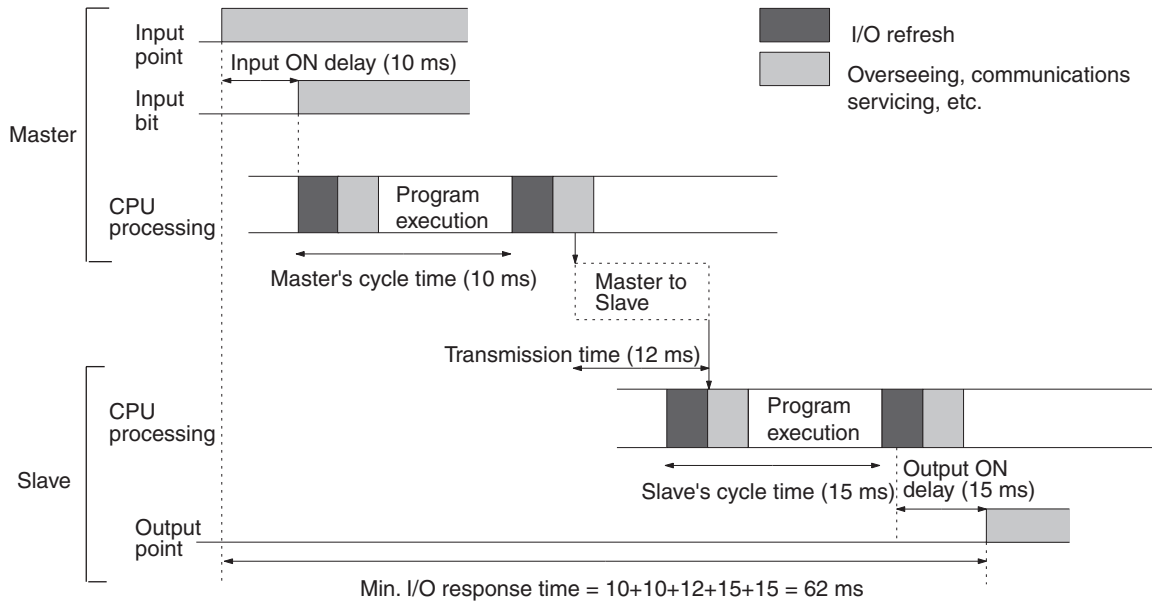 Input
point
Input ON delay (10 ms)
Input
bit
Master
CPU
processing
Program
execution
Master's cycle time (10 ms)
I/O refresh
Overseeing, communications
servicing, etc.
Master to
Slave
Transmission time (12 ms)
Slave
CPU
processing
Program
execution
Slave's cycle time (15 ms)
Output ON
delay (15 ms)
Output
point
Min. I/O response time = 10+10+12+15+15 = 62 ms